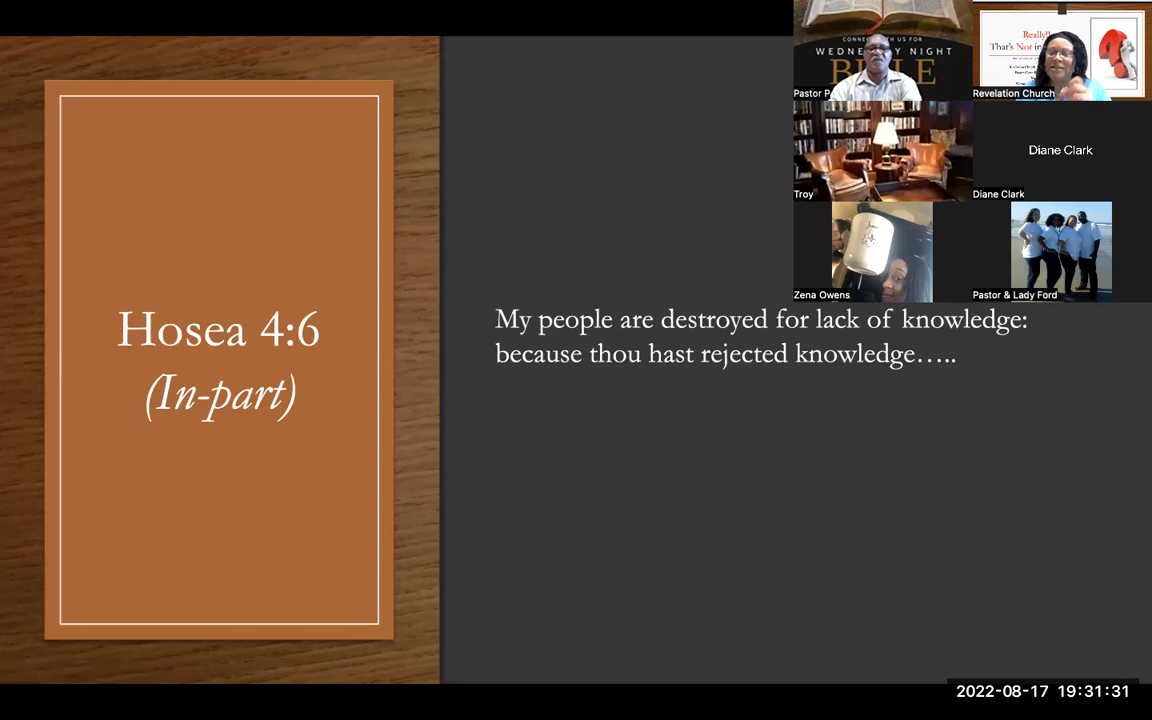 Hosea 4:6
(In-part)
My people are destroyed for lack of knowledge:
because thou hast rejected knowledge…..
WEDNE
Y NIGHT
Pastor P
Really!!
That's Not in
Revelation Church
Troy
Diane Clark
Diane Clark
Zena Owens
Pastor & Lady Ford
2022-08-17 19:31:31